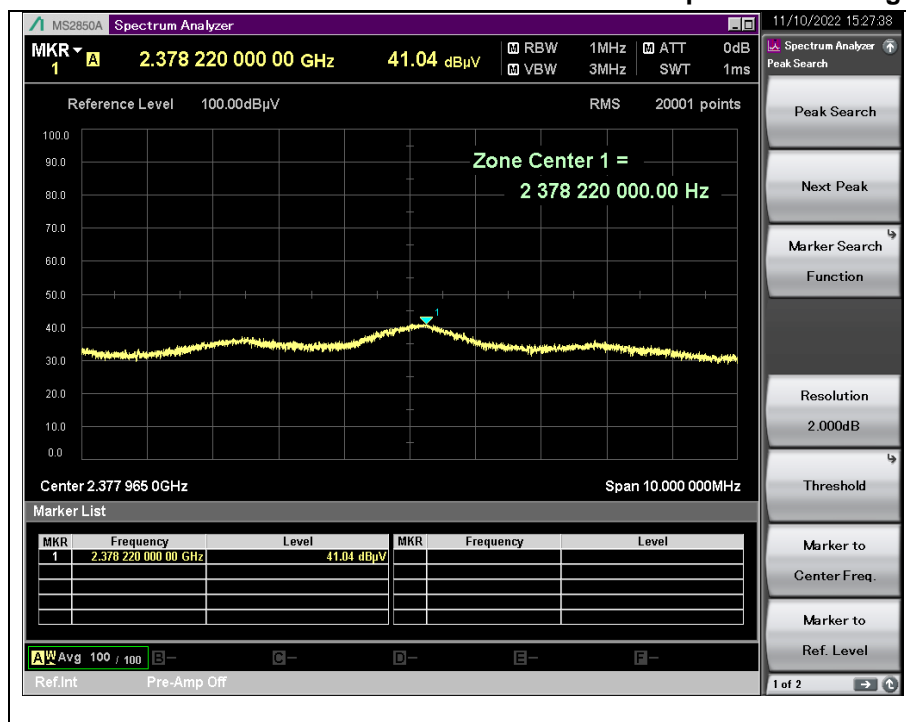 MS2850A Spectrum Analyzer
11/10/2022 15:27:38
MKR 1 A 2.378 220 000 00 GHz 41.04 dBµV
M RBW 1MHz M ATT 0dB
M VBW 3MHz SWT 1ms
Reference Level 100.00dBµV RMS 20001 points
100.0
90.0
80.0
70.0
60.0
50.0
40.0
30.0
20.0
10.0
0.0
Zone Center 1 =
2 378 220 000.00 Hz
1
Center 2.377 965 0GHz Span 10.000 000MHz
Marker List
MKR Frequency Level MKR Frequency Level
1 2.378 220 000 00 GHz 41.04 dBµV
A W Avg 100 / 100 B- C- D- E- F-
Ref.Int Pre-Amp Off
Spectrum Analyzer
Peak Search
Peak Search
Next Peak
Marker Search
Function
Resolution
2.000dB
Threshold
Marker to
Center Freq.
Marker to
Ref. Level
1 of 2